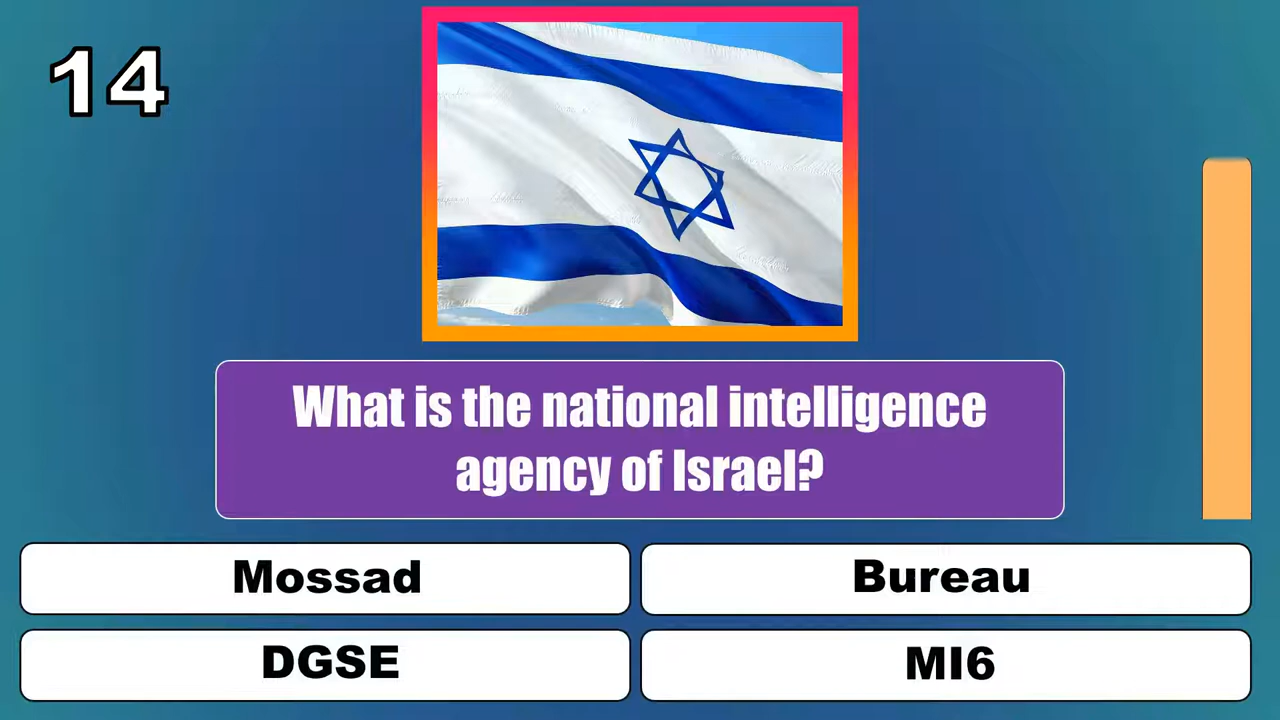 14
What is the national intelligence
agency of Israel?
Mossad
Bureau
DGSE
MI6